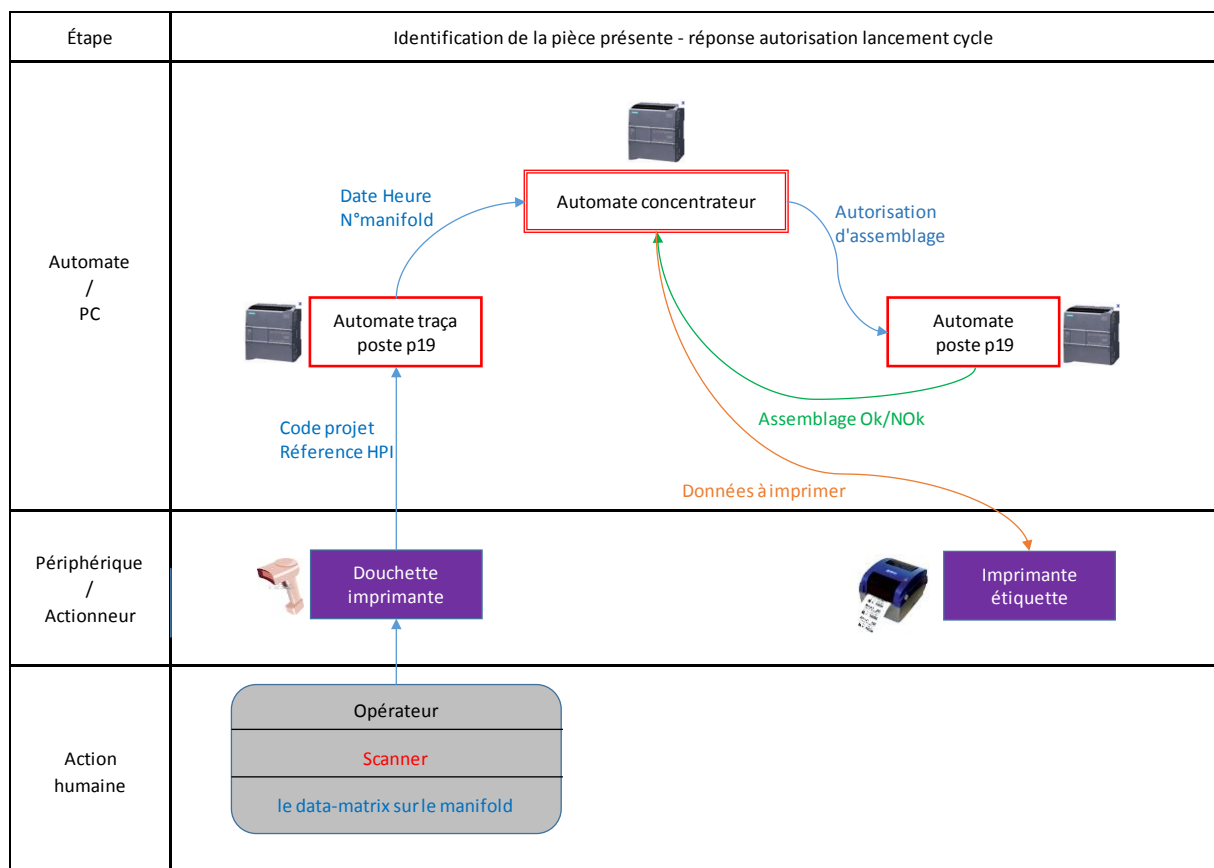 Étape
Identification de la pièce présente - réponse autorisation lancement cycle
Automate
/
PC
Date Heure
N°manifold
Automate concentrateur
Autorisation
d'assemblage
Automate traça
poste p19
Automate
poste p19
Code projet
Réference HPI
Assemblage Ok/NOk
Données à imprimer
Périphérique
/
Actionneur
Douchette
imprimante
Imprimante
étiquette
Action
humaine
Opérateur
Scanner
le data-matrix sur le manifold